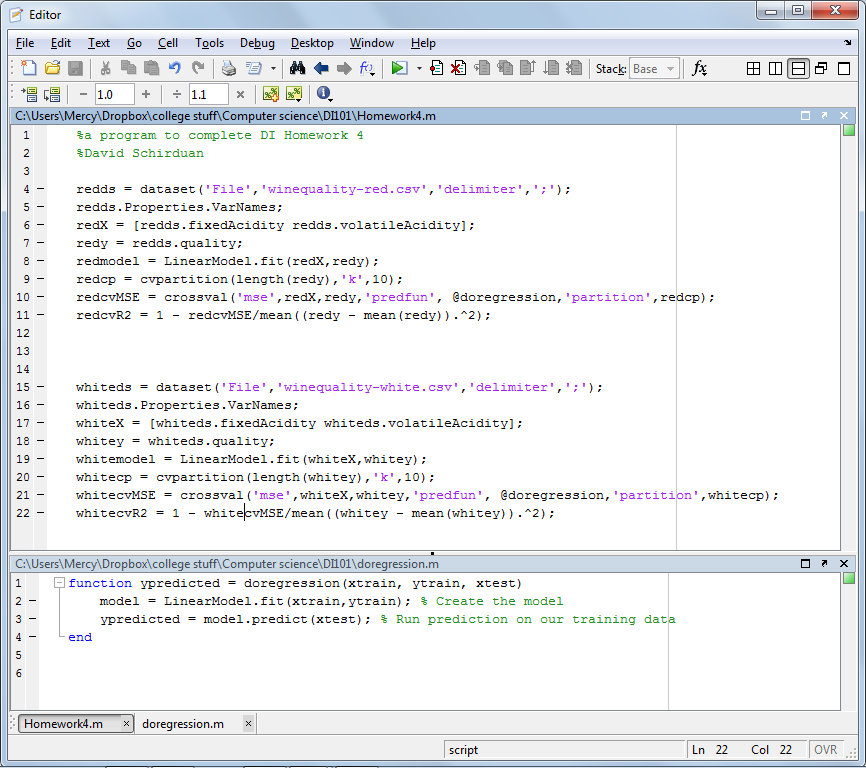 Editor
File Edit Text Go Cell Tools Debug Desktop Window Help
Stack: Base fx
− 1.0 + ÷ 1.1 ×
C:\Users\Mercy\Dropbox\college stuff\Computer science\DI101\Homework4.m
1 %a program to complete DI Homework 4
2 %David Schirduan
3
4 − redds = dataset('File','winequality-red.csv','delimiter',';');
5 − redds.Properties.VarNames;
6 − redX = [redds.fixedAcidity redds.volatileAcidity];
7 − redy = redds.quality;
8 − redmodel = LinearModel.fit(redX,redy);
9 − redcp = cvpartition(length(redy),'k',10);
10 − redcvMSE = crossval('mse',redX,redy,'predfun', @doregression,'partition',redcp);
11 − redcvR2 = 1 - redcvMSE/mean((redy - mean(redy)).^2);
12
13
14
15 − whiteds = dataset('File','winequality-white.csv','delimiter',';');
16 − whiteds.Properties.VarNames;
17 − whiteX = [whiteds.fixedAcidity whiteds.volatileAcidity];
18 − whitey = whiteds.quality;
19 − whitemodel = LinearModel.fit(whiteX,whitey);
20 − whitecp = cvpartition(length(whitey),'k',10);
21 − whitecvMSE = crossval('mse',whiteX,whitey,'predfun', @doregression,'partition',whitecp);
22 − whitecvR2 = 1 - whitecvMSE/mean((whitey - mean(whitey)).^2);
C:\Users\Mercy\Dropbox\college stuff\Computer science\DI101\doregression.m
1 function ypredicted = doregression(xtrain, ytrain, xtest)
2 − model = LinearModel.fit(xtrain,ytrain); % Create the model
3 − ypredicted = model.predict(xtest); % Run prediction on our training data
4 − end
5
6
Homework4.m × doregression.m ×
script Ln 22 Col 22 OVR